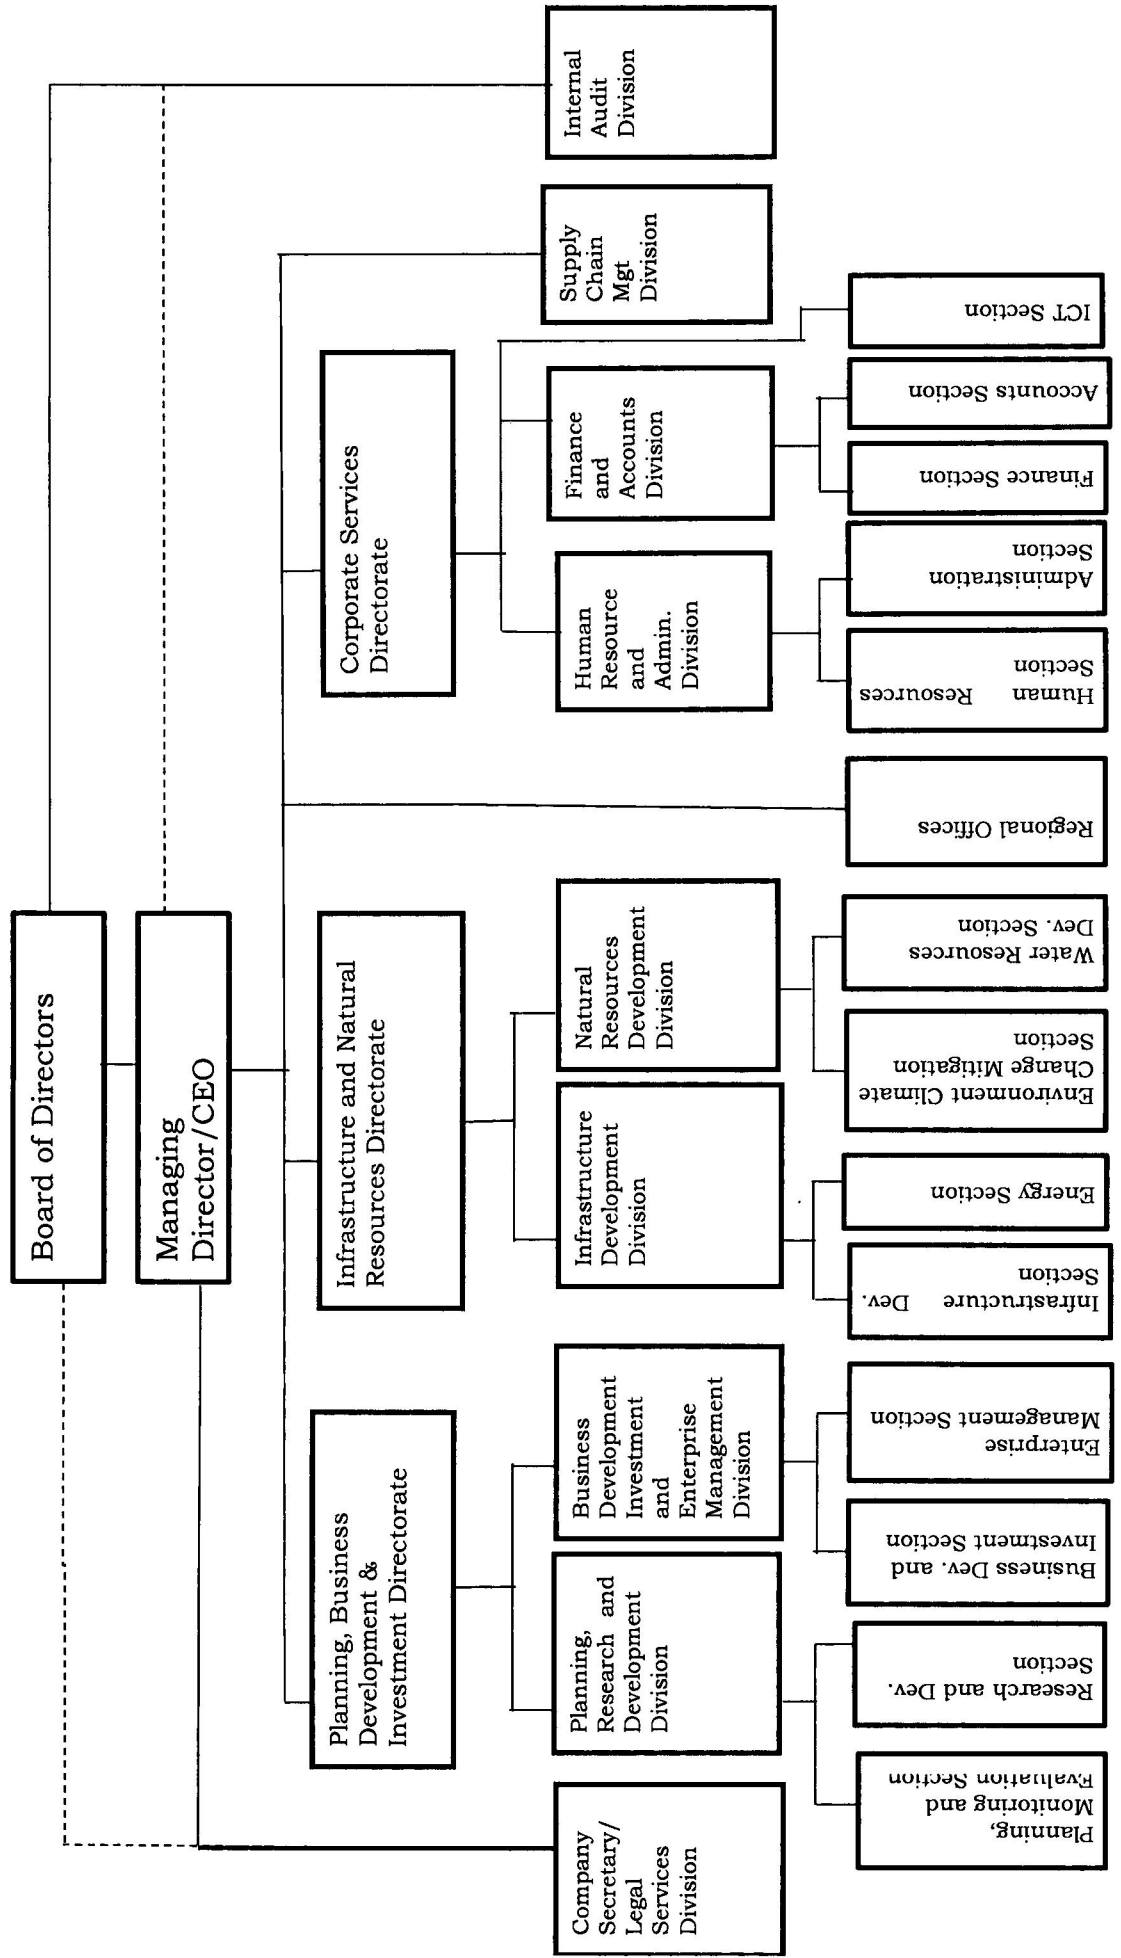 Board of Directors
Managing
Director/CEO
Planning, Business
Development &
Investment Directorate
Infrastructure and Natural
Resources Directorate
Corporate Services
Directorate
Company
Secretary/
Legal
Services
Division
Planning,
Research and
Development
Division
Business
Development
Investment
and
Enterprise
Management
Division
Infrastructure
Development
Division
Natural
Resources
Development
Division
Human
Resource
and
Admin.
Division
Finance
and
Accounts
Division
Supply
Chain
Mgt
Division
Internal
Audit
Division
Planning,
Monitoring and
Evaluation Section
Research and Dev.
Section
Business Dev. and
Investment Section
Enterprise
Management Section
Infrastructure Dev.
Section
Energy Section
Environment Climate
Change Mitigation
Section
Water Resources
Dev. Section
Regional Offices
Human Resources
Section
Administration
Section
Finance Section
Accounts Section
ICT Section